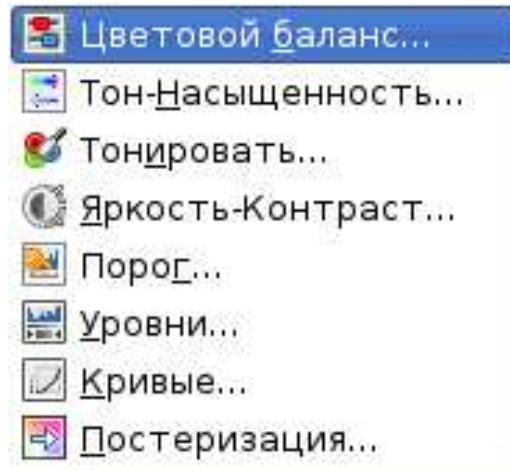 Цветовой баланс...
Тон-Насыщенность...
Тонировать...
Яркость-Контраст...
Порог...
Уровни...
Кривые...
Постеризация...